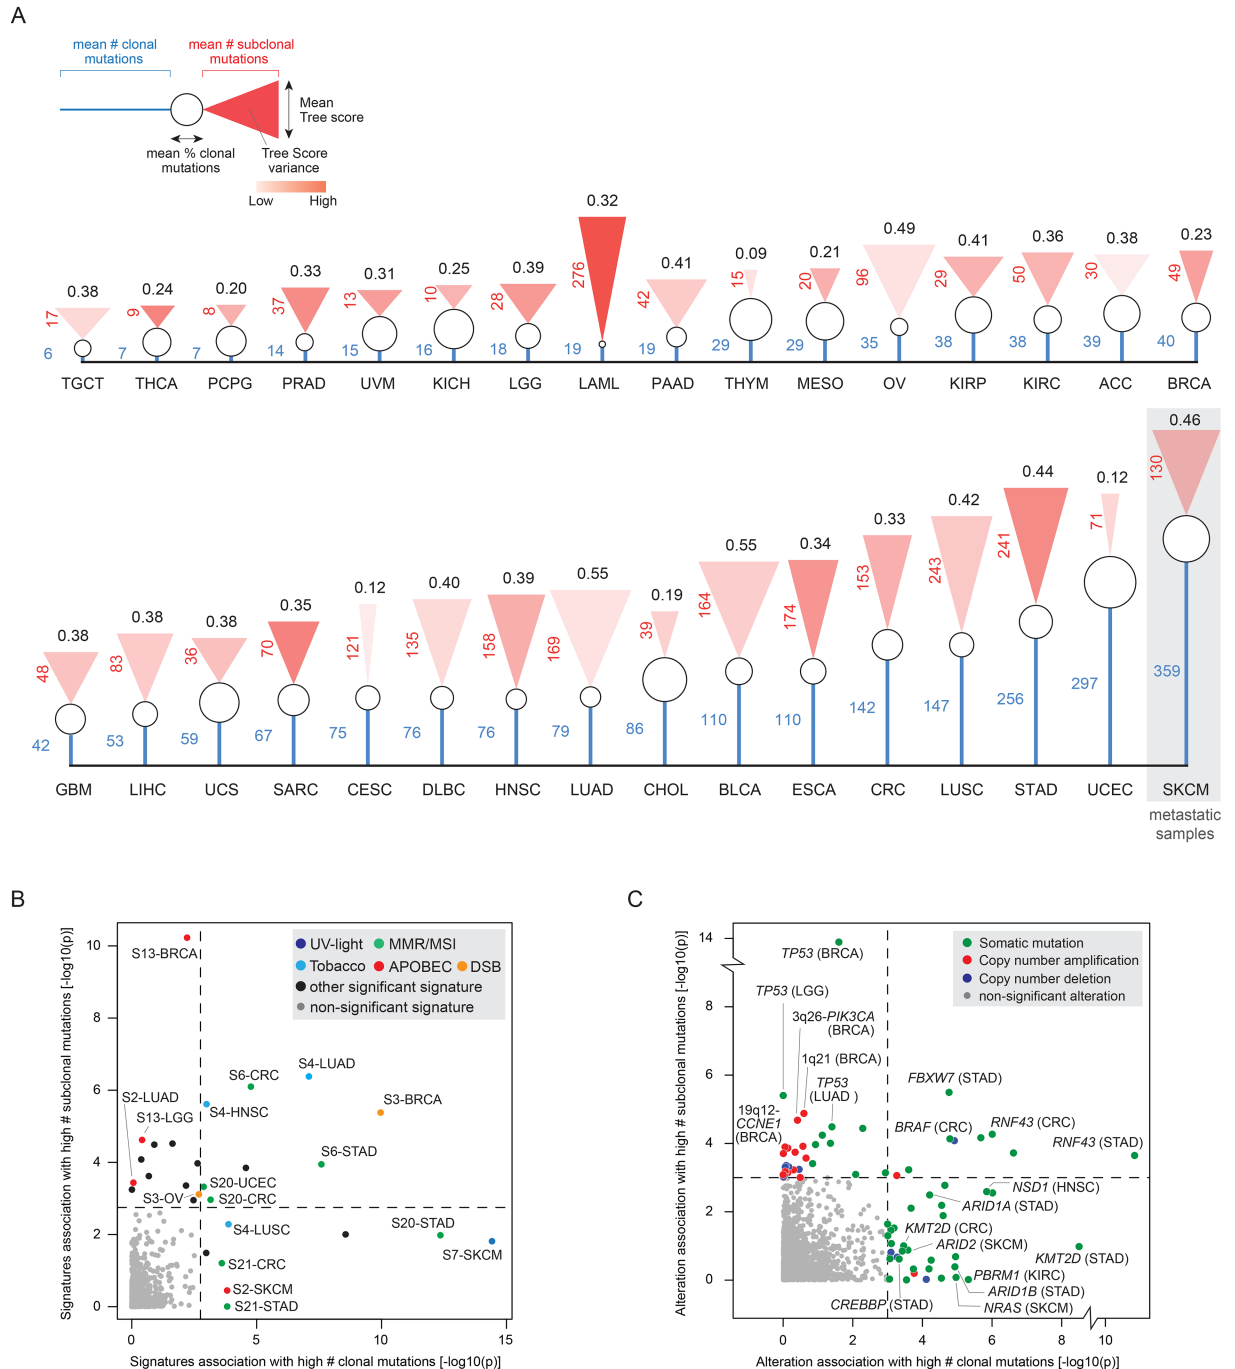 A
mean # clonal
mutations
mean # subclonal
mutations
Mean
Tree score
mean % clonal
mutations
Tree Score
variance
Low High
0.38 0.24 0.20 0.33 0.31 0.25 0.39 0.32 0.41 0.09 0.21 0.49 0.41 0.36 0.38 0.23
17 9 8 37 13 10 28 276 42 15 20 96 29 50 30 49
6 7 7 14 15 16 18 19 19 29 29 35 38 38 39 40
TGCT THCA PCPG PRAD UVM KICH LGG LAML PAAD THYM MESO OV KIRP KIRC ACC BRCA
0.38 0.38 0.38 0.35 0.12 0.40 0.39 0.55 0.19 0.55 0.34 0.33 0.42 0.44 0.12 0.46
48 83 36 70 121 135 158 169 39 164 174 153 243 241 71 130
42 53 59 67 75 76 76 79 86 110 110 142 147 256 297 359
GBM LIHC UCS SARC CESC DLBC HNSC LUAD CHOL BLCA ESCA CRC LUSC STAD UCEC SKCM
metastatic
samples
B
Signatures association with high # subclonal mutations [-log10(p)]
10
8
6
4
2
0
UV-light MMR/MSI
Tobacco APOBEC DSB
other significant signature
non-significant signature
S13-BRCA
S4-LUAD
S6-CRC
S2-LUAD
S3-BRCA
S4-HNSC
S13-LGG
S6-STAD
S20-UCEC
S3-OV
S20-CRC
S20-STAD
S4-LUSC
S7-SKCM
S21-CRC
S2-SKCM
S21-STAD
0 5 10 15
Signatures association with high # clonal mutations [-log10(p)]
C
Alteration association with high # subclonal mutations [-log10(p)]
14
8
6
4
2
0
Somatic mutation
Copy number amplification
Copy number deletion
non-significant alteration
TP53 (BRCA)
TP53 (LGG)
3q26-PIK3CA
(BRCA)
1q21 (BRCA)
TP53
(LUAD )
FBXW7 (STAD)
19q12-
CCNE1
(BRCA)
BRAF (CRC)
RNF43 (CRC)
RNF43 (STAD)
NSD1 (HNSC)
ARID1A (STAD)
KMT2D (CRC)
ARID2 (SKCM)
KMT2D (STAD)
PBRM1 (KIRC)
ARID1B (STAD)
CREBBP (STAD)
NRAS (SKCM)
0 2 4 6 8 10
Alteration association with high # clonal mutations [-log10(p)]